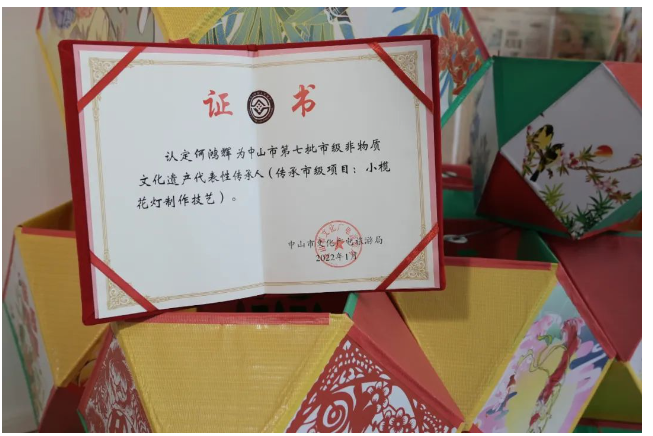 证 书
认定何鸿辉为中山市第七批市级非物质
文化遗产代表性传承人（传承市级项目：小榄
花灯制作技艺）。
中山市文化广电旅游局
2022年1月